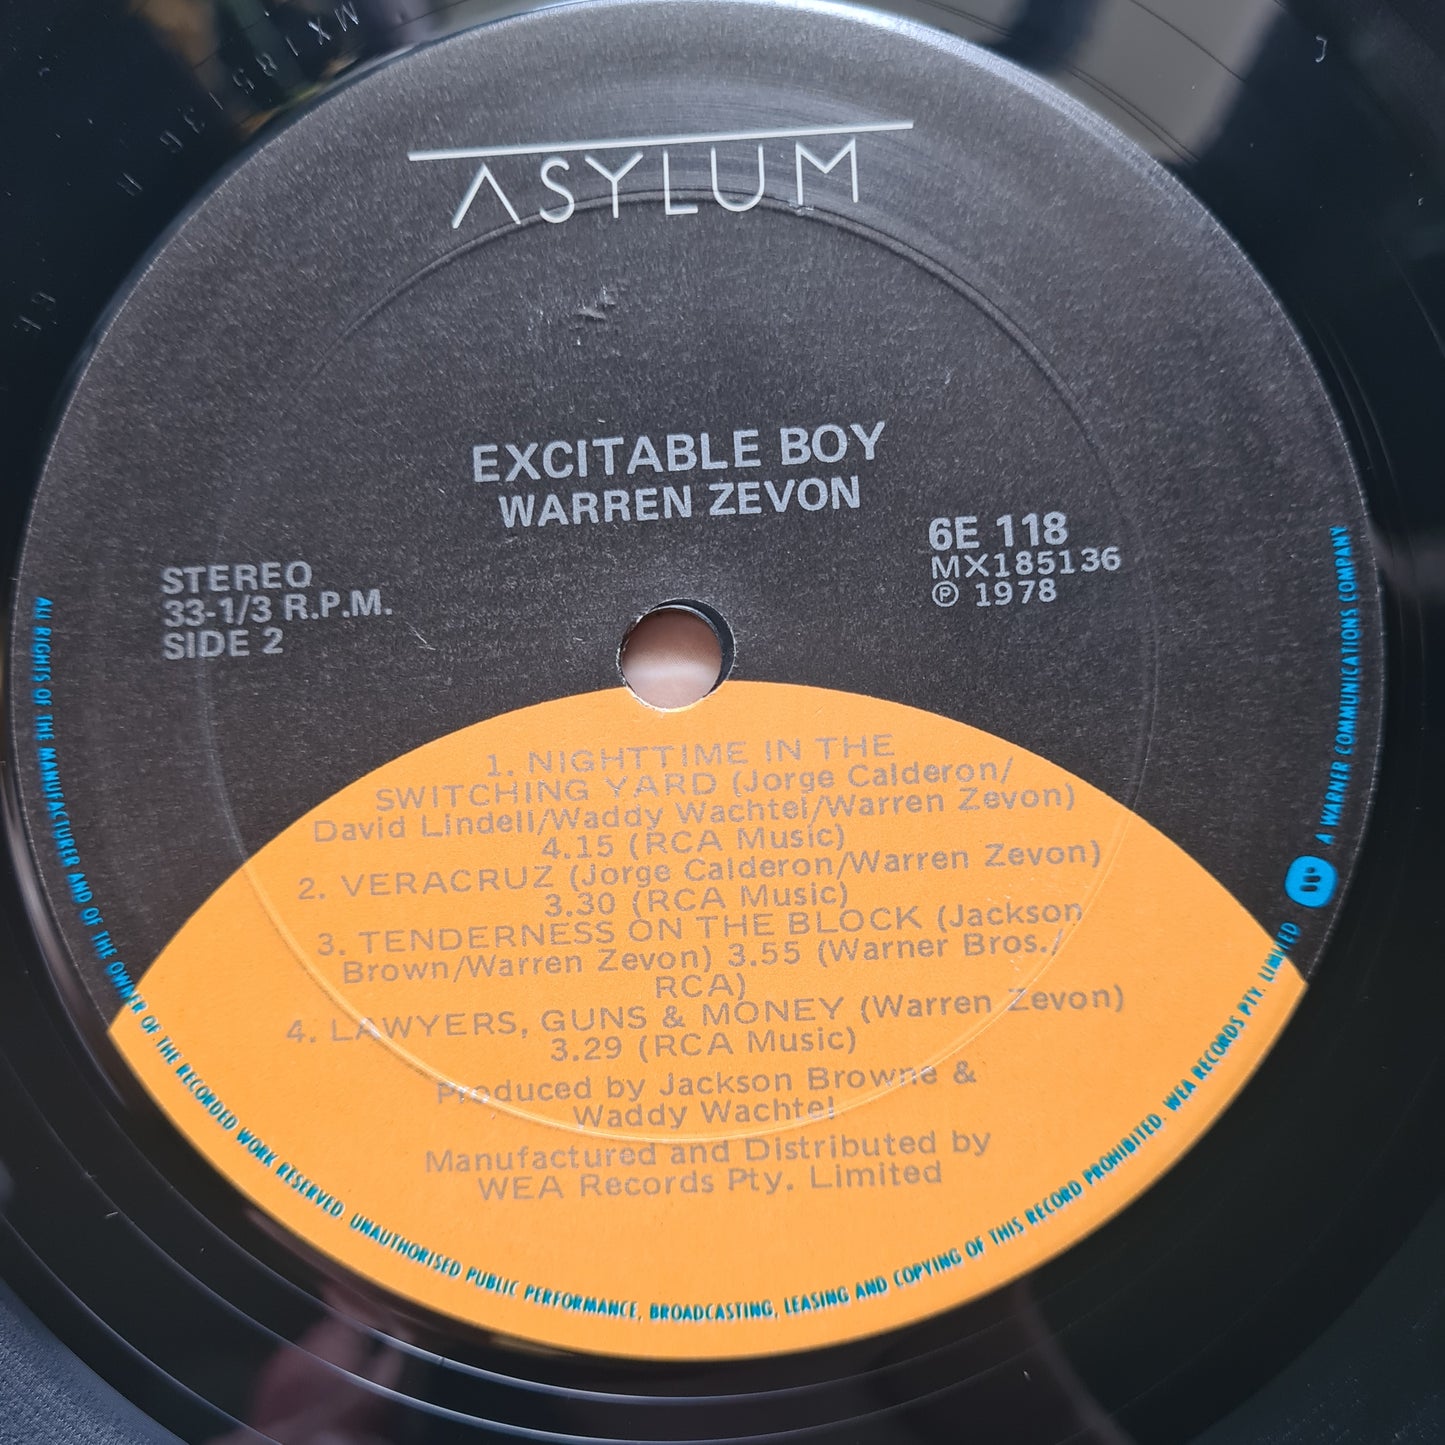 MX185136
ASYLUM
EXCITABLE BOY
WARREN ZEVON
STEREO
33-1/3 R.P.M.
SIDE 2
6E 118
MX185136
Ⓟ 1978
1. NIGHTTIME IN THE
SWITCHING YARD (Jorge Calderon/
David Lindell/Waddy Wachtel/Warren Zevon)
4.15 (RCA Music)
2. VERACRUZ (Jorge Calderon/Warren Zevon)
3.30 (RCA Music)
3. TENDERNESS ON THE BLOCK (Jackson
Brown/Warren Zevon) 3.55 (Warner Bros./
RCA)
4. LAWYERS, GUNS & MONEY (Warren Zevon)
3.29 (RCA Music)
Produced by Jackson Browne &
Waddy Wachtel
Manufactured and Distributed by
WEA Records Pty. Limited
ALL RIGHTS OF THE MANUFACTURER AND OF THE OWNER OF THE RECORDED WORK RESERVED. UNAUTHORISED PUBLIC PERFORMANCE, BROADCASTING, LEASING AND COPYING OF THIS RECORD PROHIBITED. WEA RECORDS PTY. LIMITED
A WARNER COMMUNICATIONS COMPANY